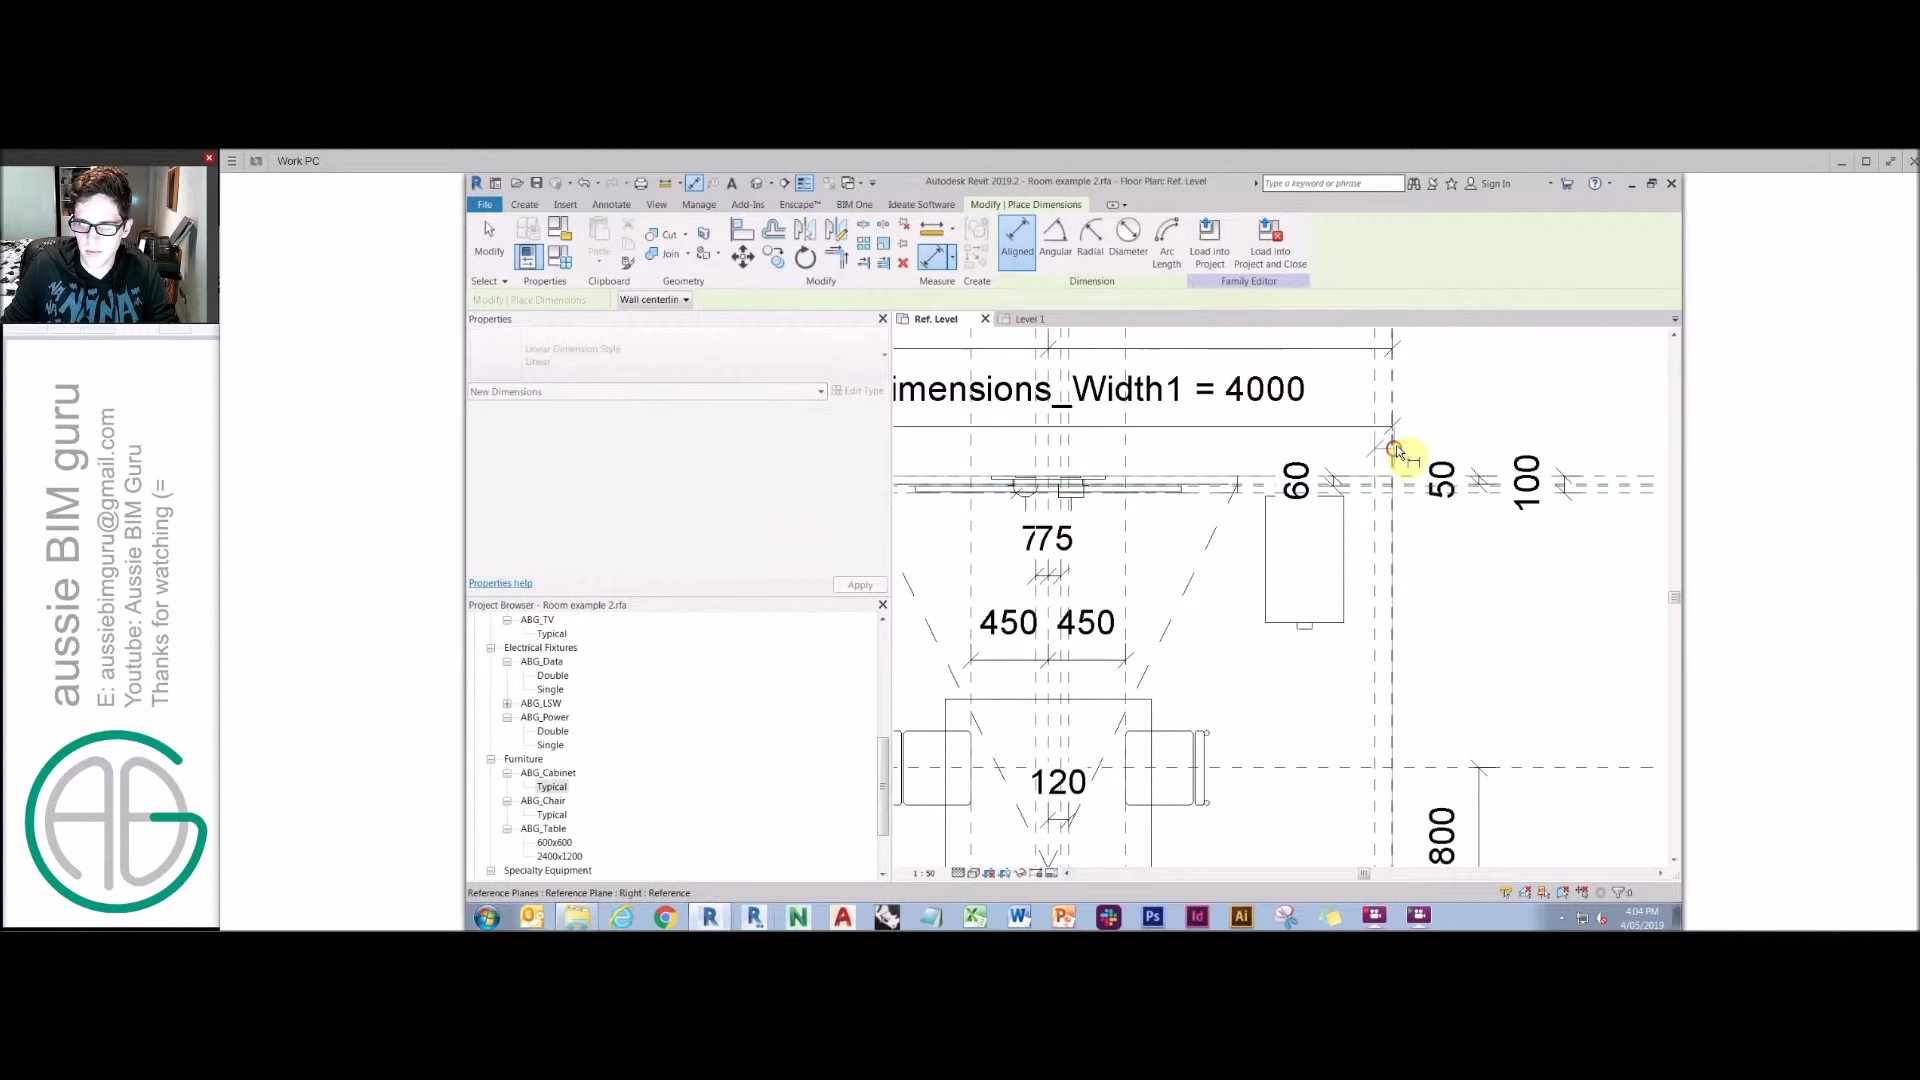 Work PC
Autodesk Revit 2019.2 - Room example 2.rfa - Floor Plan: Ref. Level
Type a keyword or phrase
Sign In
File
Create
Insert
Annotate
View
Manage
Add-Ins
Enscape™
BIM One
Ideate Software
Modify | Place Dimensions
Modify
Paste
Cut
Join
Aligned
Angular
Radial
Diameter
Arc Length
Load into Project
Load into Project and Close
Select
Properties
Clipboard
Geometry
Modify
Measure
Create
Dimension
Family Editor
Modify | Place Dimensions
Wall centerlin
Properties
Linear Dimension Style
Linear
New Dimensions
Edit Type
Properties help
Apply
Project Browser - Room example 2.rfa
ABG_TV
Typical
Electrical Fixtures
ABG_Data
Double
Single
ABG_LSW
ABG_Power
Double
Single
Furniture
ABG_Cabinet
Typical
ABG_Chair
Typical
ABG_Table
600x600
2400x1200
Specialty Equipment
Ref. Level
Level 1
imensions_Width1 = 4000
60
50
100
775
450
450
120
800
1 : 50
Reference Planes : Reference Plane : Right : Reference
:0
4:04 PM
4/05/2019
aussie BIM guru
E: aussiebimguru@gmail.com
Youtube: Aussie BIM Guru
Thanks for watching (=